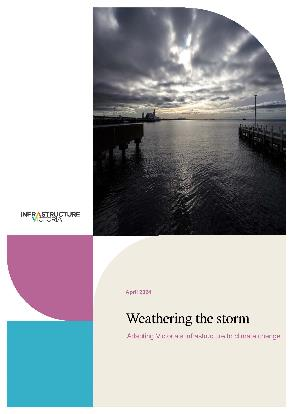 INFRASTRUCTURE
VICTORIA
April 2024
Weathering the storm
Adapting Victoria's infrastructure to climate change